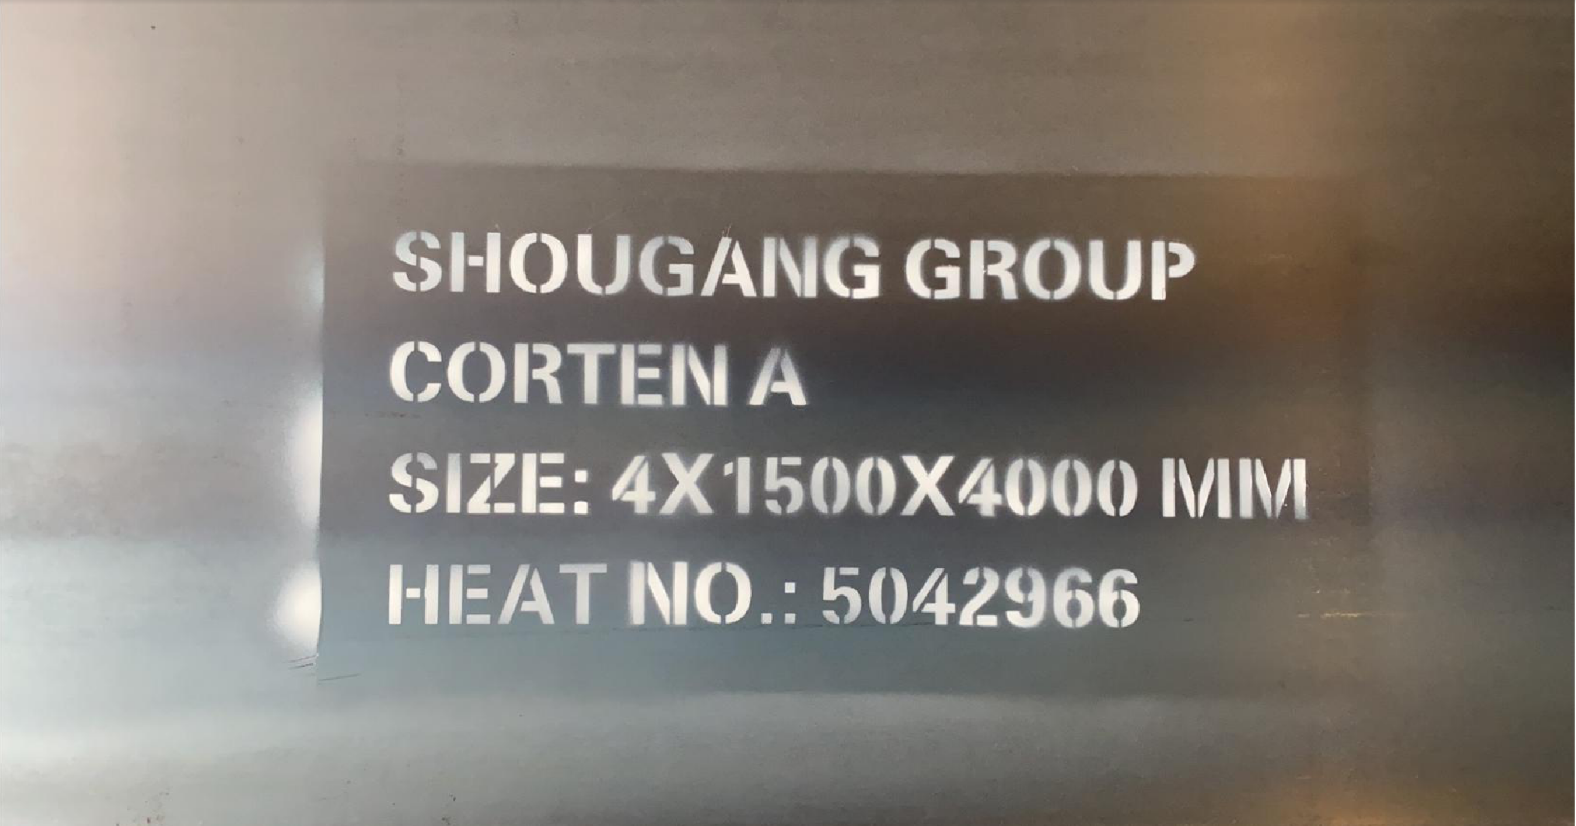 SHOUGANG GROUP
CORTEN A
SIZE: 4X1500X4000 MM
HEAT NO.: 5042966